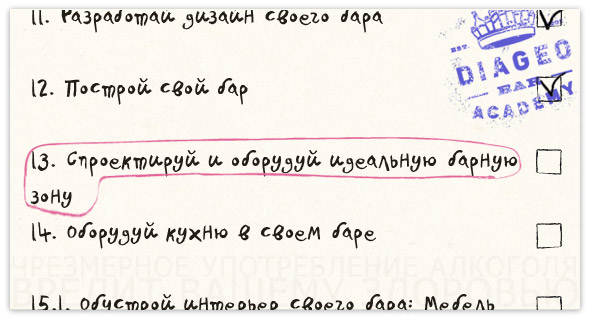 11. Разработай дизайн своего бара
DIAGEO
BAR
ACADEMY
12. Построй свой бар
13. Спроектируй и оборудуй идеальную барную
зону
14. Оборудуй кухню в своем баре
ЧРЕЗМЕРНОЕ УПОТРЕБЛЕНИЕ АЛКОГОЛЯ
ВРЕДИТ ВАШЕМУ ЗДОРОВЬЮ
15.1. Обустрой интерьер своего бара: Мебель